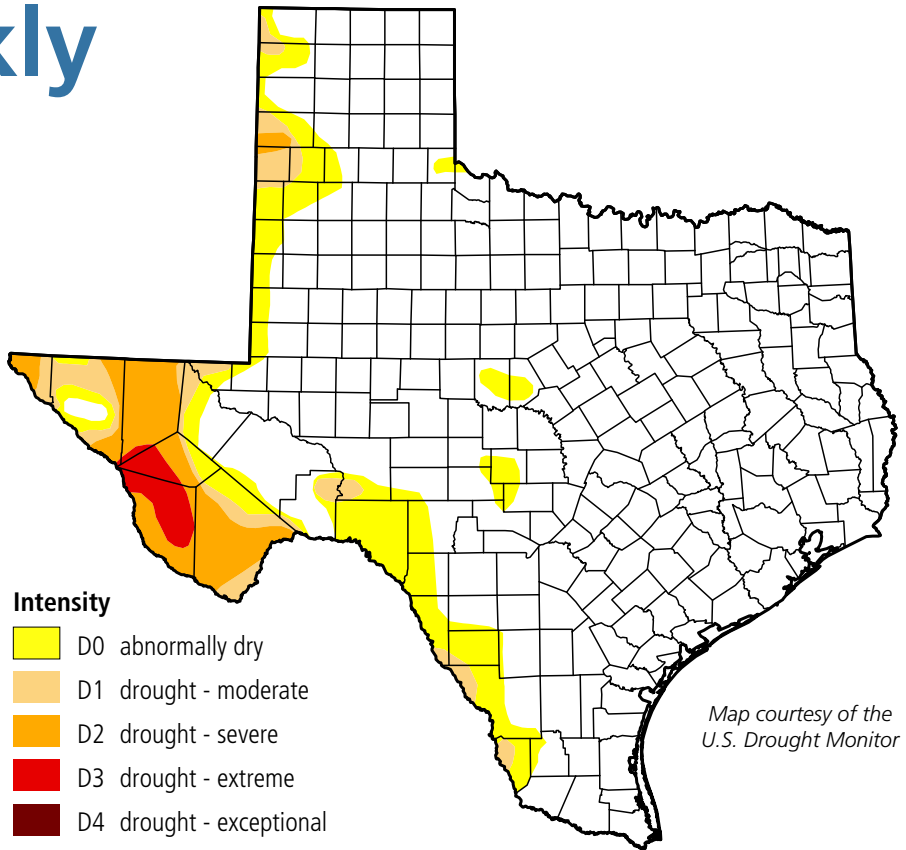 kly
Intensity
D0 abnormally dry
D1 drought - moderate
D2 drought - severe
D3 drought - extreme
D4 drought - exceptional
Map courtesy of the
U.S. Drought Monitor